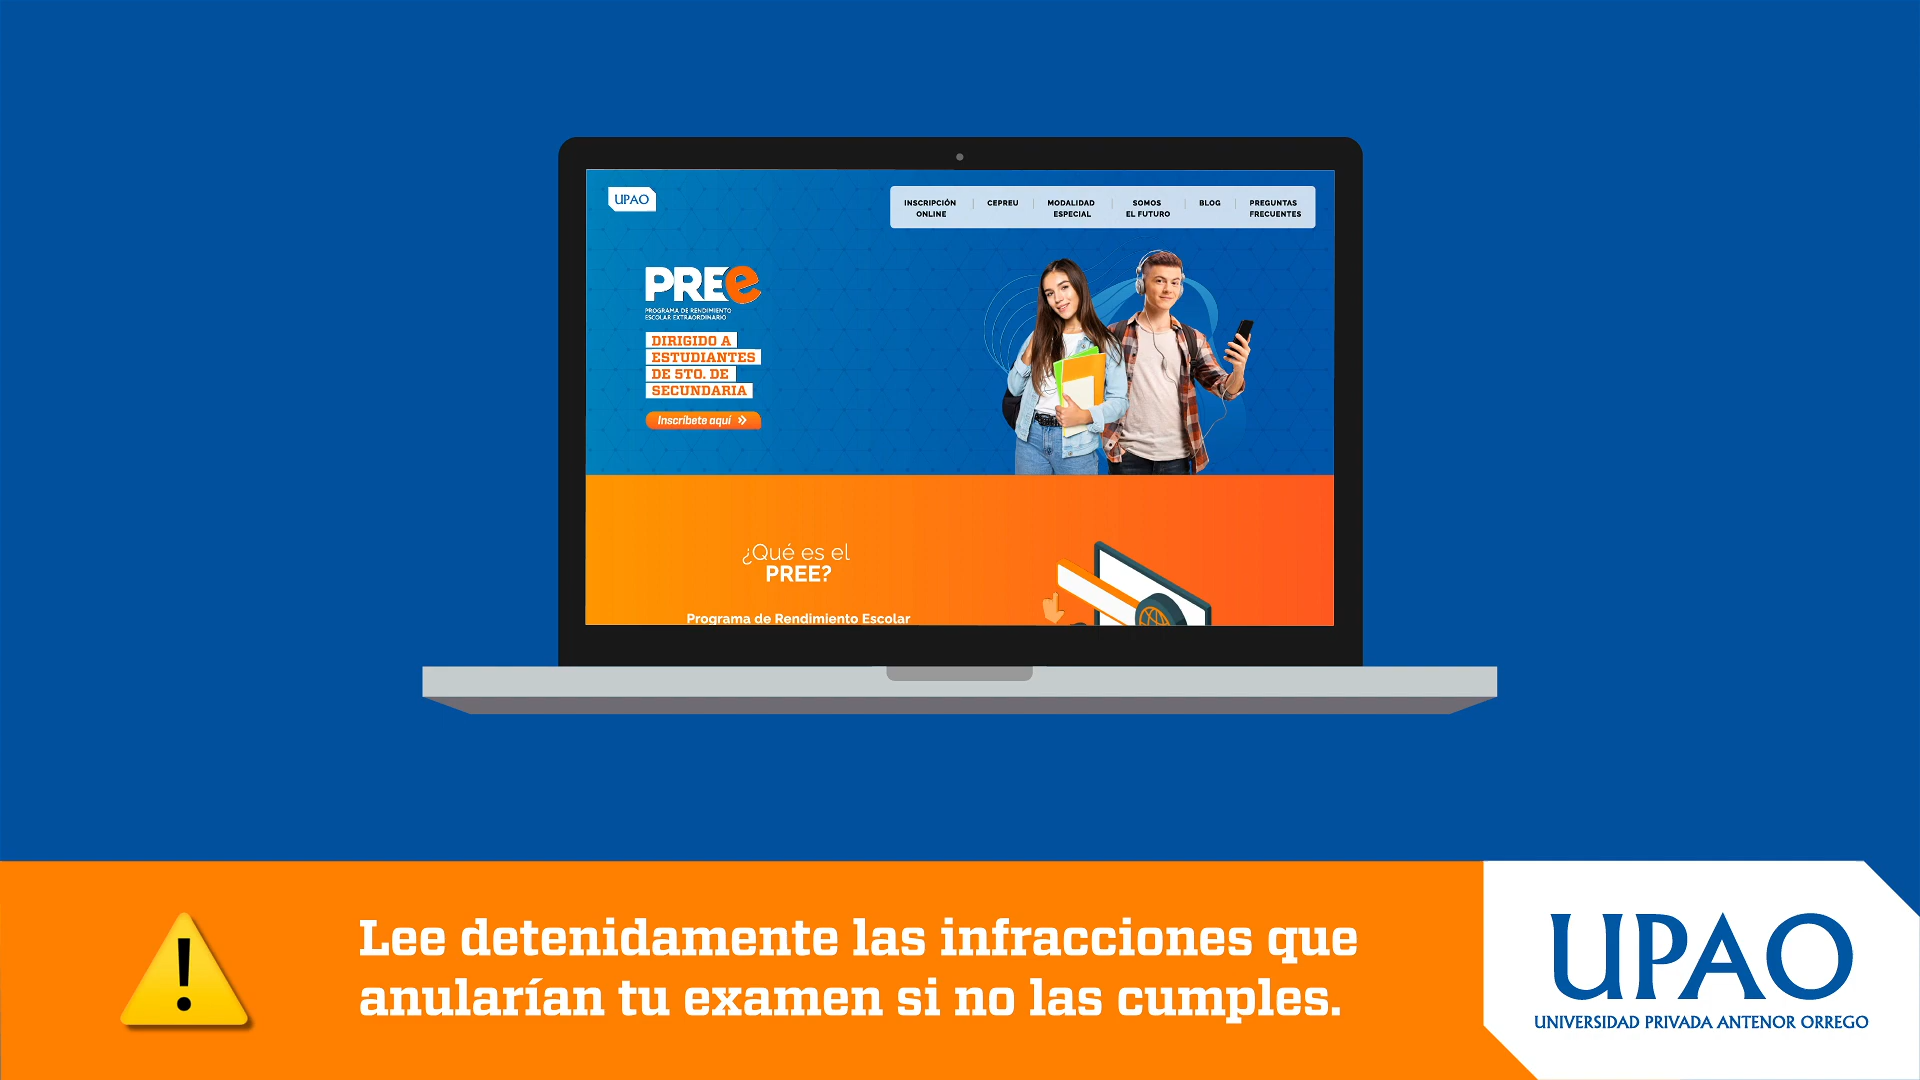 UPAO
INSCRIPCIÓN
ONLINE
CEPREU
MODALIDAD
ESPECIAL
SOMOS
EL FUTURO
BLOG
PREGUNTAS
FRECUENTES
PREe
PROGRAMA DE RENDIMIENTO
ESCOLAR EXTRAORDINARIO
DIRIGIDO A
ESTUDIANTES
DE 5TO. DE
SECUNDARIA
Inscríbete aquí »
¿Qué es el
PREE?
Programa de Rendimiento Escolar
Lee detenidamente las infracciones que
anularían tu examen si no las cumples.
UPAO
UNIVERSIDAD PRIVADA ANTENOR ORREGO